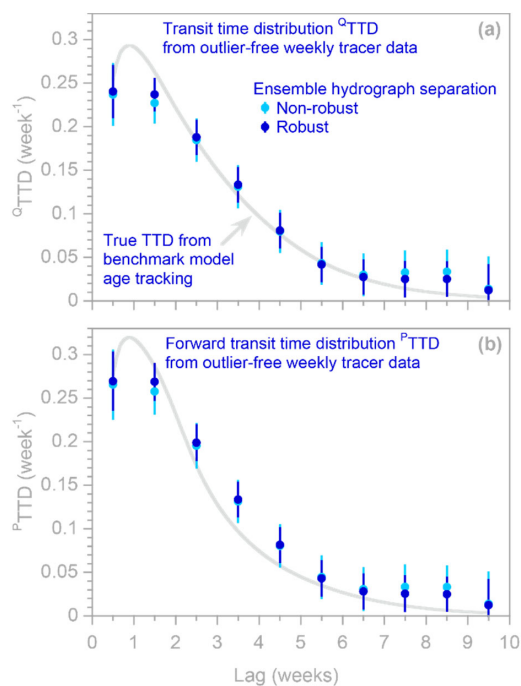 Transit time distribution QTTD (a)
from outlier-free weekly tracer data
Ensemble hydrograph separation
Non-robust
Robust
True TTD from
benchmark model
age tracking
QTTD (week-1)
0.3
0.25
0.2
0.15
0.1
0.05
0
Forward transit time distribution PTTD (b)
from outlier-free weekly tracer data
PTTD (week-1)
0.3
0.25
0.2
0.15
0.1
0.05
0
0 1 2 3 4 5 6 7 8 9 10
Lag (weeks)